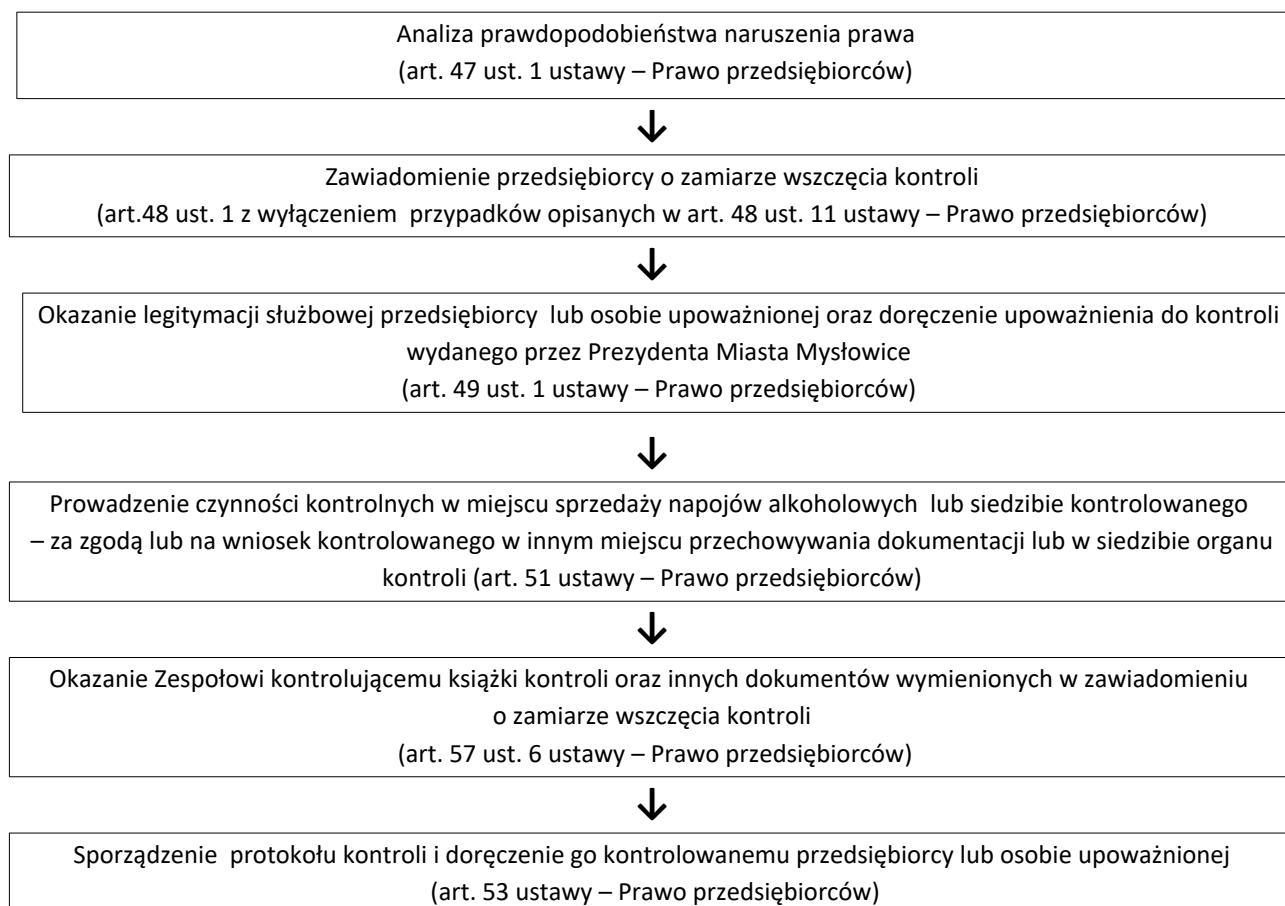 Analiza prawdopodobieństwa naruszenia prawa
(art. 47 ust. 1 ustawy – Prawo przedsiębiorców)
Zawiadomienie przedsiębiorcy o zamiarze wszczęcia kontroli
(art.48 ust. 1 z wyłączeniem przypadków opisanych w art. 48 ust. 11 ustawy – Prawo przedsiębiorców)
Okazanie legitymacji służbowej przedsiębiorcy lub osobie upoważnionej oraz doręczenie upoważnienia do kontroli
wydanego przez Prezydenta Miasta Mysłowice
(art. 49 ust. 1 ustawy – Prawo przedsiębiorców)
Prowadzenie czynności kontrolnych w miejscu sprzedaży napojów alkoholowych lub siedzibie kontrolowanego
– za zgodą lub na wniosek kontrolowanego w innym miejscu przechowywania dokumentacji lub w siedzibie organu
kontroli (art. 51 ustawy – Prawo przedsiębiorców)
Okazanie Zespołowi kontrolującemu książki kontroli oraz innych dokumentów wymienionych w zawiadomieniu
o zamiarze wszczęcia kontroli
(art. 57 ust. 6 ustawy – Prawo przedsiębiorców)
Sporządzenie protokołu kontroli i doręczenie go kontrolowanemu przedsiębiorcy lub osobie upoważnionej
(art. 53 ustawy – Prawo przedsiębiorców)